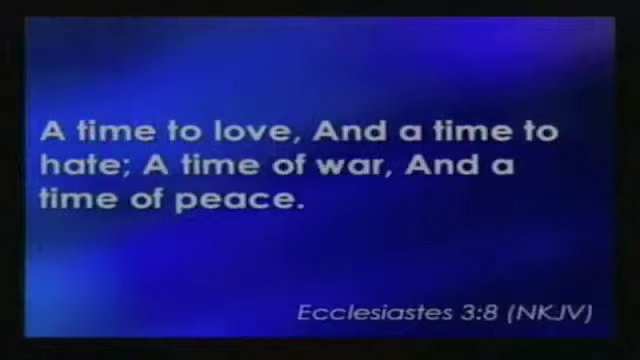 A time to love, And a time to
hate; A time of war, And a
time of peace.
Ecclesiastes 3:8 (NKJV)